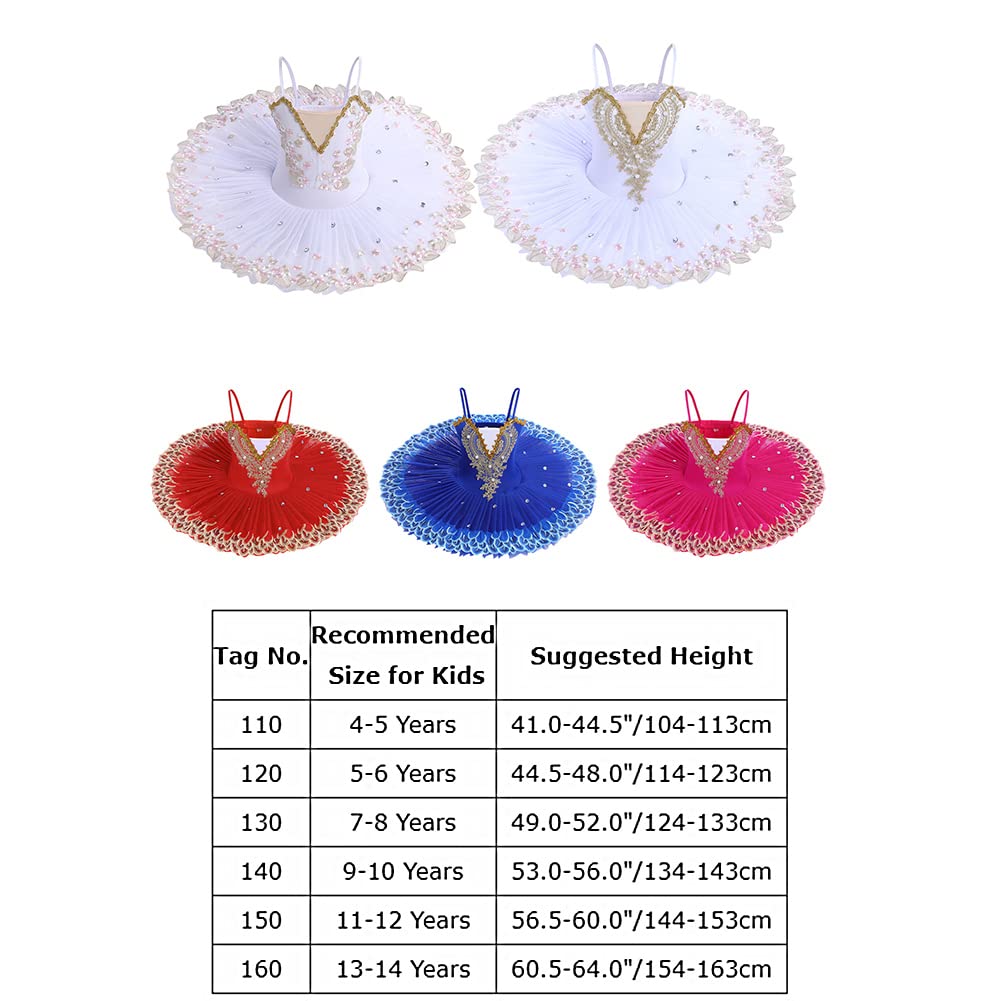 Tag No. Recommended Size for Kids Suggested Height
110 4-5 Years 41.0-44.5"/104-113cm
120 5-6 Years 44.5-48.0"/114-123cm
130 7-8 Years 49.0-52.0"/124-133cm
140 9-10 Years 53.0-56.0"/134-143cm
150 11-12 Years 56.5-60.0"/144-153cm
160 13-14 Years 60.5-64.0"/154-163cm